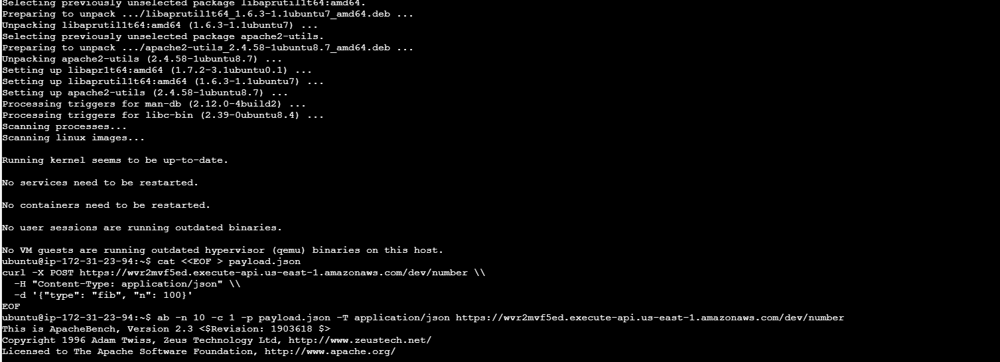 Selecting previously unselected package libaprutil1t64:amd64.
Preparing to unpack .../libaprutil1t64_1.6.3-1.1ubuntu7_amd64.deb ...
Unpacking libaprutil1t64:amd64 (1.6.3-1.1ubuntu7) ...
Selecting previously unselected package apache2-utils.
Preparing to unpack .../apache2-utils_2.4.58-1ubuntu8.7_amd64.deb ...
Unpacking apache2-utils (2.4.58-1ubuntu8.7) ...
Setting up libapr1t64:amd64 (1.7.2-3.1ubuntu0.1) ...
Setting up libaprutil1t64:amd64 (1.6.3-1.1ubuntu7) ...
Setting up apache2-utils (2.4.58-1ubuntu8.7) ...
Processing triggers for man-db (2.12.0-4build2) ...
Processing triggers for libc-bin (2.39-0ubuntu8.4) ...
Scanning processes...
Scanning linux images...
Running kernel seems to be up-to-date.
No services need to be restarted.
No containers need to be restarted.
No user sessions are running outdated binaries.
No VM guests are running outdated hypervisor (qemu) binaries on this host.
ubuntu@ip-172-31-23-94:~$ cat <<EOF > payload.json
curl -X POST https://wvr2mvf5ed.execute-api.us-east-1.amazonaws.com/dev/number \\
  -H "Content-Type: application/json" \\
  -d '{"type": "fib", "n": 100}'
EOF
ubuntu@ip-172-31-23-94:~$ ab -n 10 -c 1 -p payload.json -T application/json https://wvr2mvf5ed.execute-api.us-east-1.amazonaws.com/dev/number
This is ApacheBench, Version 2.3 <$Revision: 1903618 $>
Copyright 1996 Adam Twiss, Zeus Technology Ltd, http://www.zeustech.net/
Licensed to The Apache Software Foundation, http://www.apache.org/